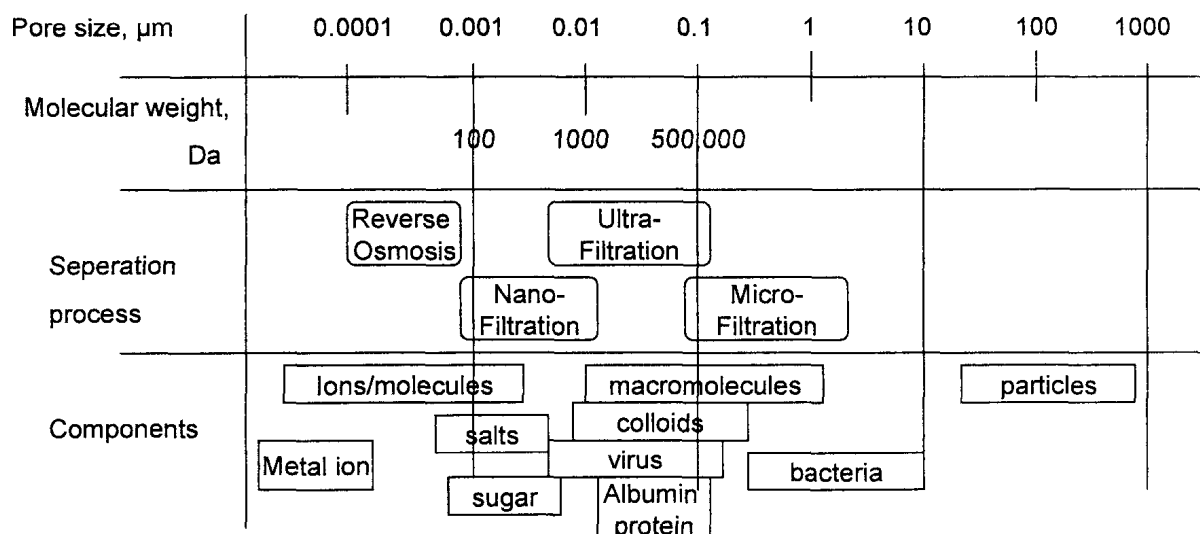 Pore size, µm 0.0001 0.001 0.01 0.1 1 10 100 1000
Molecular weight,
Da 100 1000 500,000
Reverse Osmosis
Ultra-Filtration
Seperation process
Nano-Filtration
Micro-Filtration
Ions/molecules macromolecules particles
Components
salts colloids
Metal ion virus bacteria
sugar Albumin protein